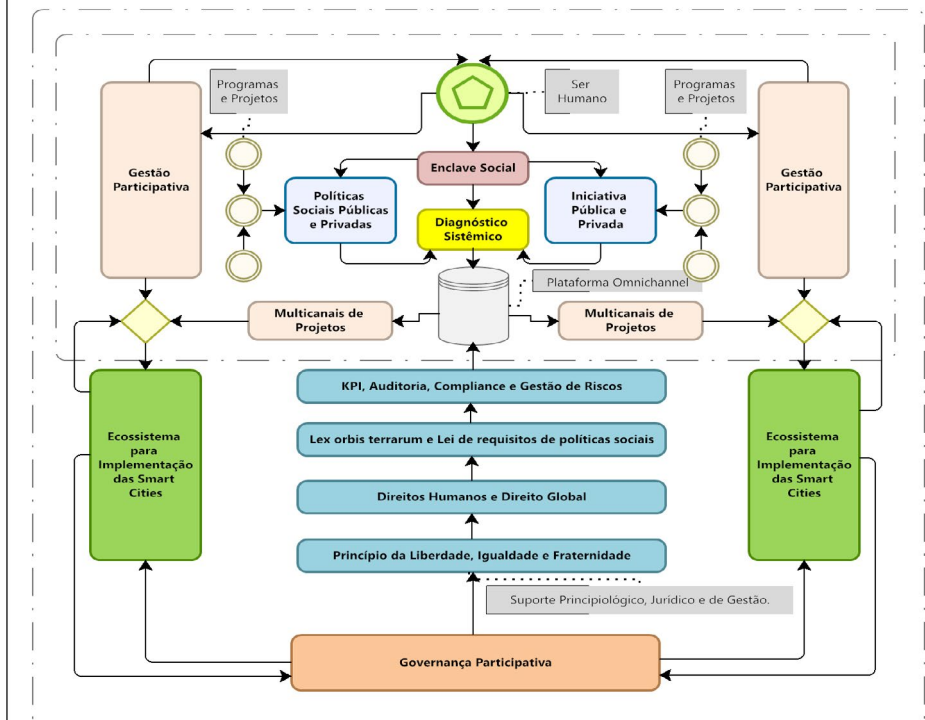 Programas
e Projetos
Ser
Humano
Programas
e Projetos
Gestão
Participativa
Enclave Social
Gestão
Participativa
Políticas
Sociais Públicas
e Privadas
Diagnóstico
Sistêmico
Iniciativa
Pública e
Privada
Plataforma Omnichannel
Multicanais de
Projetos
Multicanais de
Projetos
KPI, Auditoria, Compliance e Gestão de Riscos
Lex orbis terrarum e Lei de requisitos de políticas sociais
Direitos Humanos e Direito Global
Princípio da Liberdade, Igualdade e Fraternidade
Ecossistema
para
Implementação
das Smart
Cities
Ecossistema
para
Implementação
das Smart
Cities
Suporte Principiológico, Jurídico e de Gestão.
Governança Participativa